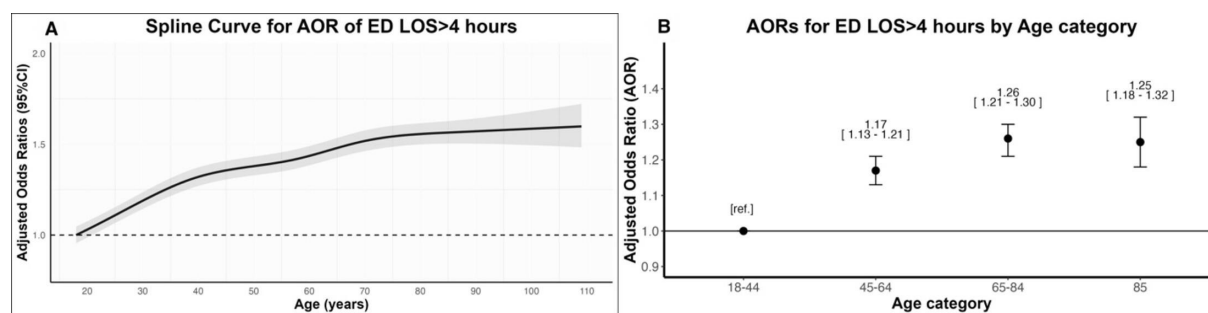 A
Spline Curve for AOR of ED LOS>4 hours
Adjusted Odds Ratios (95%CI)
2.0
1.5
1.0
20 30 40 50 60 70 80 90 100 110
Age (years)
B
AORs for ED LOS>4 hours by Age category
Adjusted Odds Ratio (AOR)
1.4
1.3
1.2
1.1
1.0
0.9
[ref.]
1.17
[ 1.13 - 1.21 ]
1.26
[ 1.21 - 1.30 ]
1.25
[ 1.18 - 1.32 ]
18-44 45-64 65-84 85
Age category